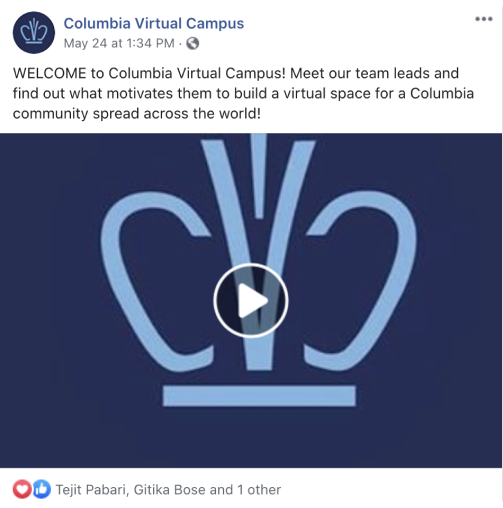 Columbia Virtual Campus
May 24 at 1:34 PM ·
WELCOME to Columbia Virtual Campus! Meet our team leads and
find out what motivates them to build a virtual space for a Columbia
community spread across the world!
Tejit Pabari, Gitika Bose and 1 other